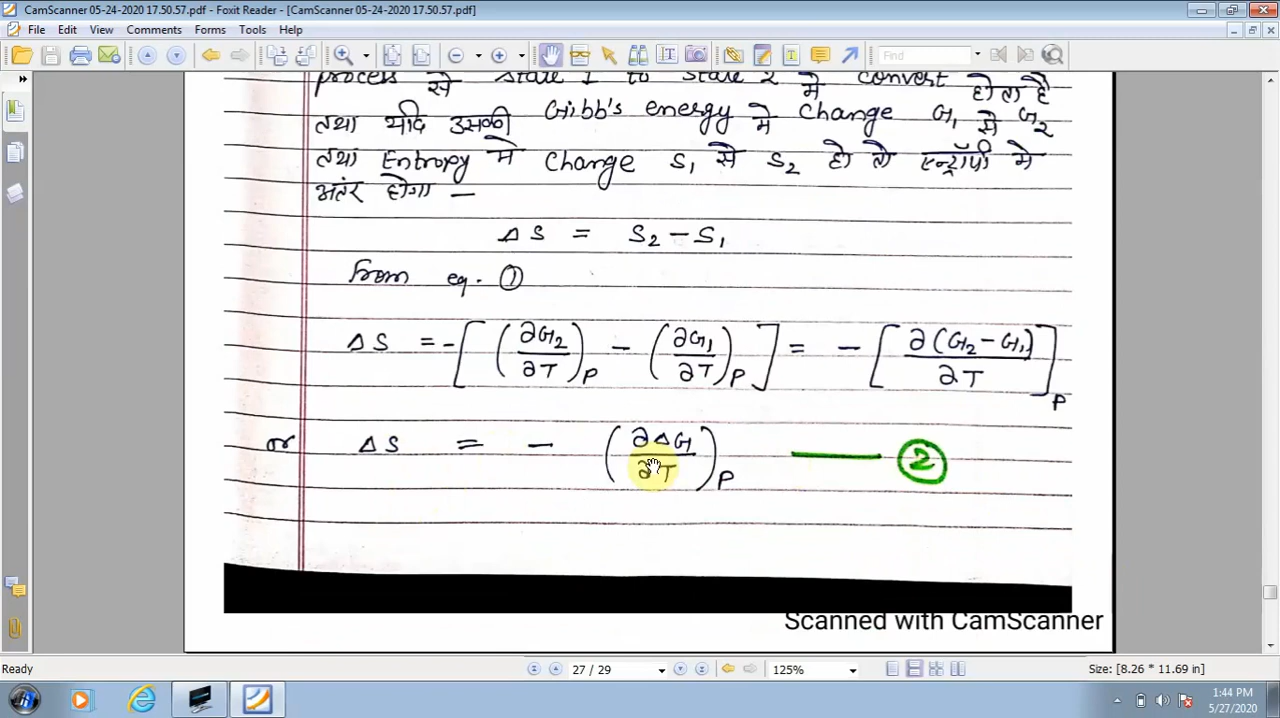 CamScanner 05-24-2020 17.50.57.pdf - Foxit Reader - [CamScanner 05-24-2020 17.50.57.pdf]
File Edit View Comments Forms Tools Help
Find
process से state 1 to state 2 में convert होता है
तथा यदि उसकी Gibb's energy में change G₁ से G₂
तथा Entropy में change S₁ से S₂ हो तो एन्ट्रॉपी में
अंतर होगा —
ΔS = S₂ – S₁
from eq. ①
ΔS = -[(∂G₂/∂T)P – (∂G₁/∂T)P] = -[∂(G₂ – G₁)/∂T]P
or ΔS = - (∂ΔG/∂T)P —— ②
Scanned with CamScanner
Ready 27 / 29 125% Size: [8.26 * 11.69 in]
1:44 PM
5/27/2020